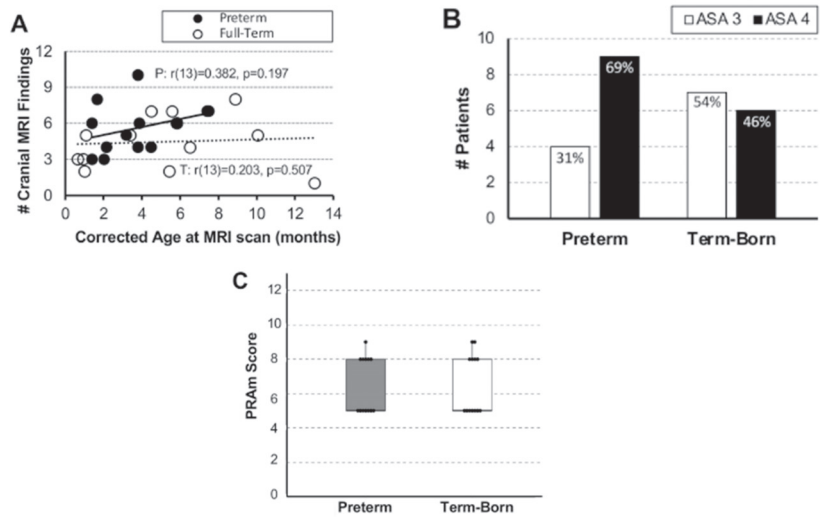 A
Preterm
Full-Term
# Cranial MRI Findings
12
9
6
3
0
P: r(13)=0.382, p=0.197
T: r(13)=0.203, p=0.507
0 2 4 6 8 10 12 14
Corrected Age at MRI scan (months)
B
ASA 3 ASA 4
# Patients
10
8
6
4
2
0
31%
69%
54%
46%
Preterm Term-Born
C
PRAm Score
12
10
8
6
4
2
0
Preterm Term-Born